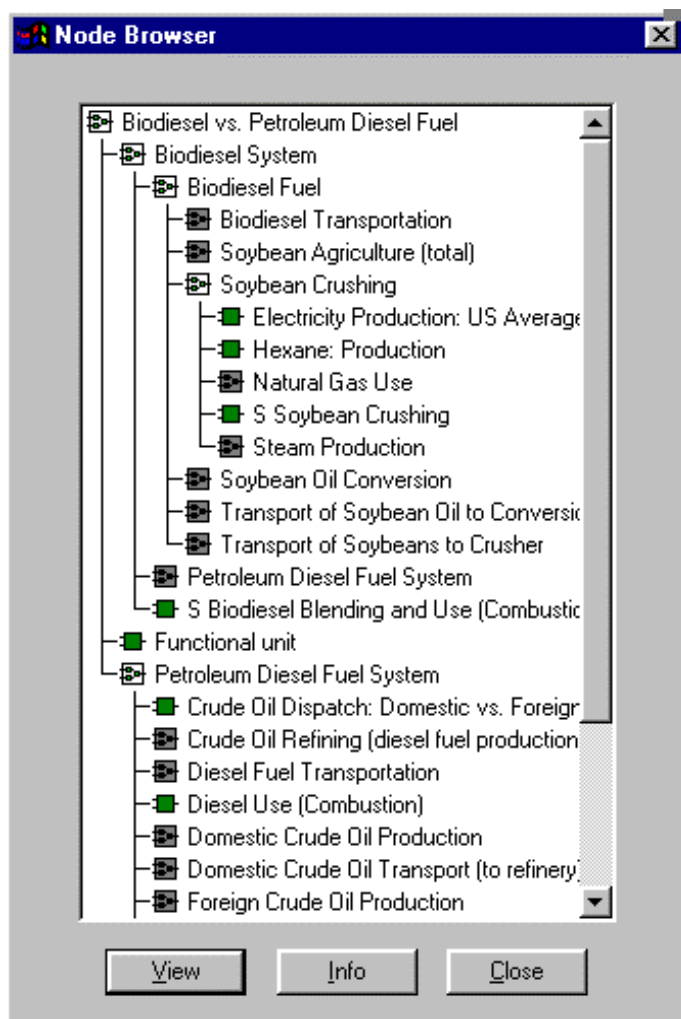 Node Browser
Biodiesel vs. Petroleum Diesel Fuel
Biodiesel System
Biodiesel Fuel
Biodiesel Transportation
Soybean Agriculture (total)
Soybean Crushing
Electricity Production: US Average
Hexane: Production
Natural Gas Use
S Soybean Crushing
Steam Production
Soybean Oil Conversion
Transport of Soybean Oil to Conversic
Transport of Soybeans to Crusher
Petroleum Diesel Fuel System
S Biodiesel Blending and Use (Combustic
Functional unit
Petroleum Diesel Fuel System
Crude Oil Dispatch: Domestic vs. Foreigr
Crude Oil Refining (diesel fuel production
Diesel Fuel Transportation
Diesel Use (Combustion)
Domestic Crude Oil Production
Domestic Crude Oil Transport (to refinery)
Foreign Crude Oil Production
View Info Close